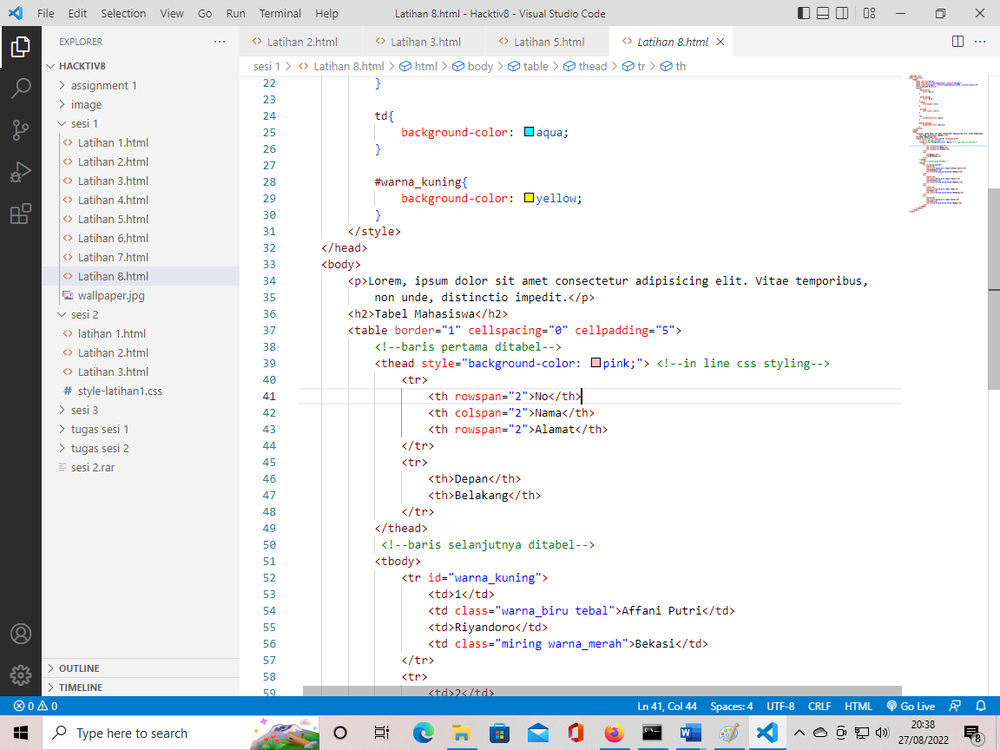 File Edit Selection View Go Run Terminal Help Latihan 8.html - Hacktiv8 - Visual Studio Code
EXPLORER
HACKTIV8
assignment 1
image
sesi 1
Latihan 1.html
Latihan 2.html
Latihan 3.html
Latihan 4.html
Latihan 5.html
Latihan 6.html
Latihan 7.html
Latihan 8.html
wallpaper.jpg
sesi 2
latihan 1.html
Latihan 2.html
Latihan 3.html
# style-latihan1.css
sesi 3
tugas sesi 1
tugas sesi 2
sesi 2.rar
OUTLINE
TIMELINE
Latihan 2.html Latihan 3.html Latihan 5.html Latihan 8.html
sesi 1 > Latihan 8.html > html > body > table > thead > tr > th
22 }
23
24 td{
25 background-color: aqua;
26 }
27
28 #warna_kuning{
29 background-color: yellow;
30 }
31 </style>
32 </head>
33 <body>
34 <p>Lorem, ipsum dolor sit amet consectetur adipisicing elit. Vitae temporibus,
35 non unde, distinctio impedit.</p>
36 <h2>Tabel Mahasiswa</h2>
37 <table border="1" cellspacing="0" cellpadding="5">
38 <!--baris pertama ditabel-->
39 <thead style="background-color: pink;"> <!--in line css styling-->
40 <tr>
41 <th rowspan="2">No</th>
42 <th colspan="2">Nama</th>
43 <th rowspan="2">Alamat</th>
44 </tr>
45 <tr>
46 <th>Depan</th>
47 <th>Belakang</th>
48 </tr>
49 </thead>
50 <!--baris selanjutnya ditabel-->
51 <tbody>
52 <tr id="warna_kuning">
53 <td>1</td>
54 <td class="warna_biru tebal">Affani Putri</td>
55 <td>Riyandoro</td>
56 <td class="miring warna_merah">Bekasi</td>
57 </tr>
58 <tr>
59 <td>2</td>
0 0 Ln 41, Col 44 Spaces: 4 UTF-8 CRLF HTML Go Live
Type here to search
20:38
27/08/2022
8